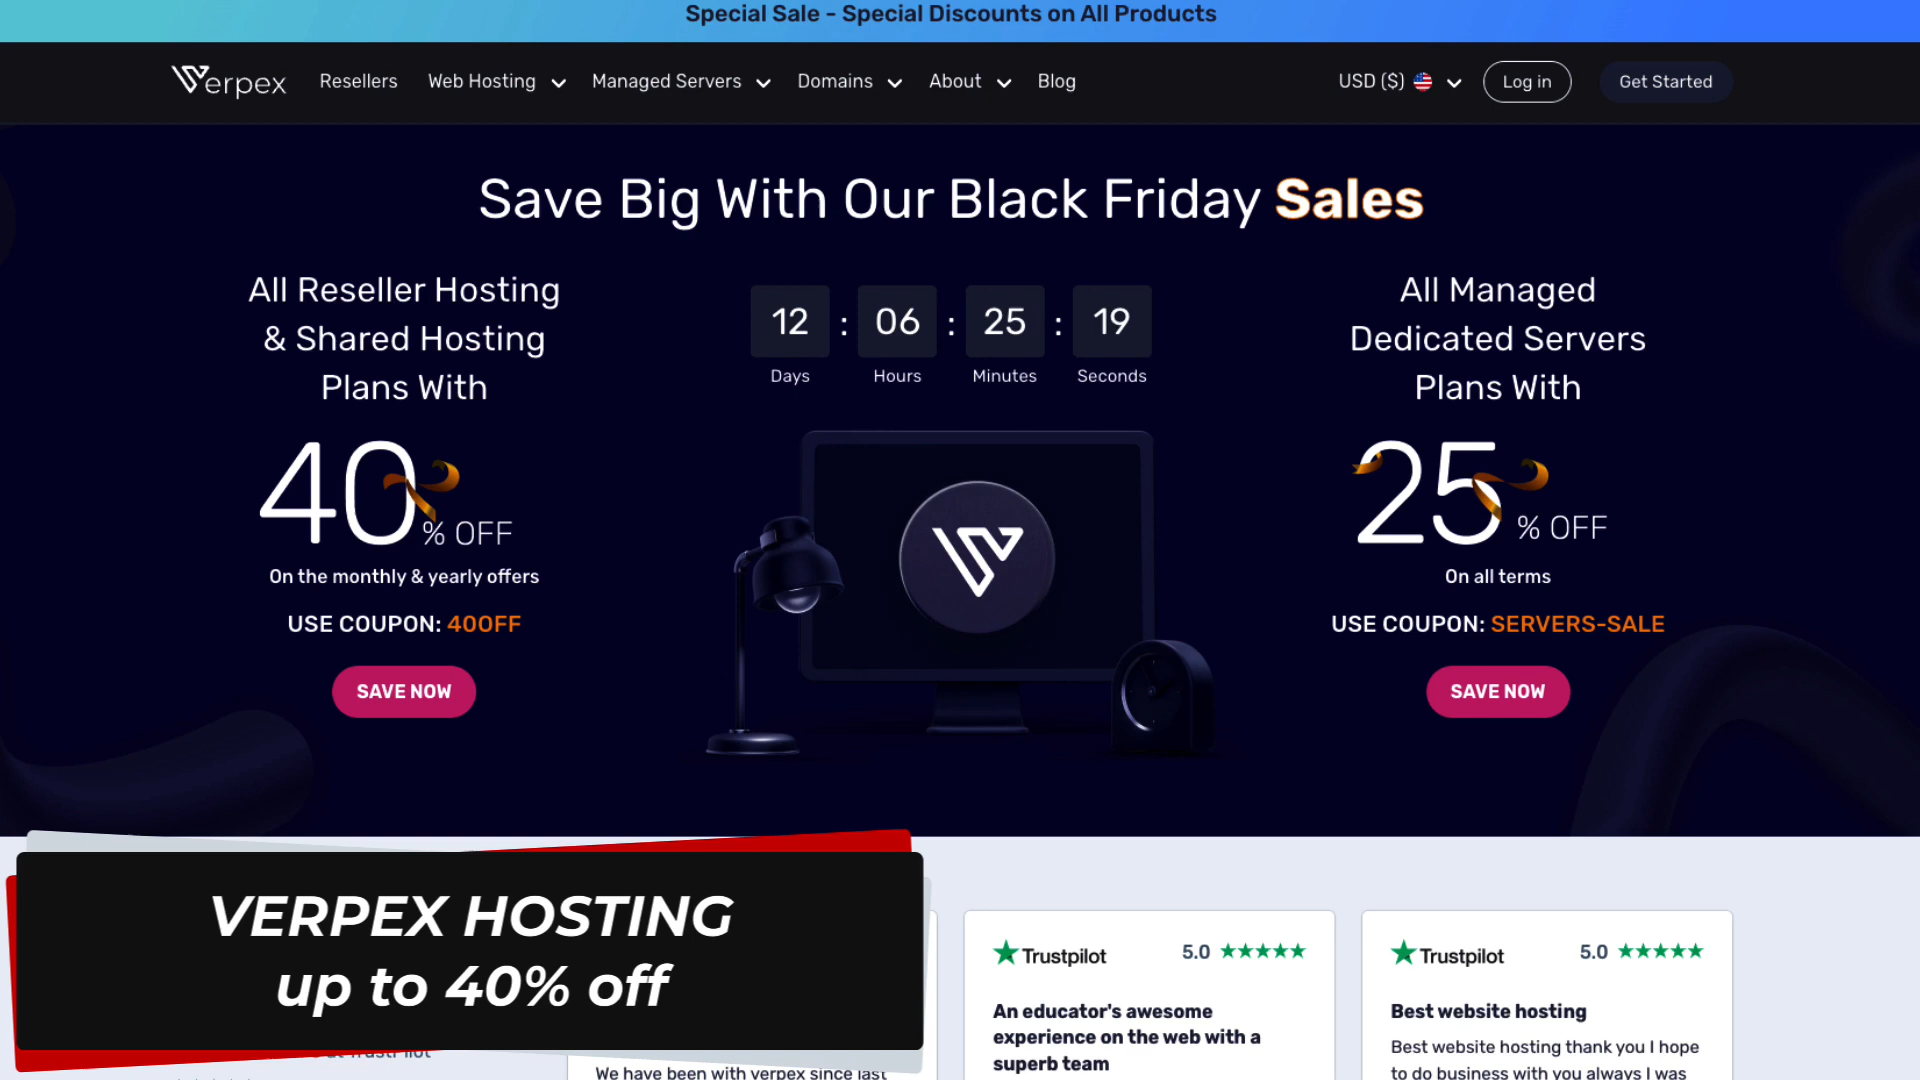 Special Sale - Special Discounts on All Products
Verpex Resellers Web Hosting Managed Servers Domains About Blog USD ($) Log in Get Started
Save Big With Our Black Friday Sales
All Reseller Hosting
& Shared Hosting
Plans With
40% OFF
On the monthly & yearly offers
USE COUPON: 40OFF
SAVE NOW
12 : 06 : 25 : 19
Days Hours Minutes Seconds
All Managed
Dedicated Servers
Plans With
25% OFF
On all terms
USE COUPON: SERVERS-SALE
SAVE NOW
VERPEX HOSTING
up to 40% off
We have been with verpex since last
Trustpilot 5.0
An educator's awesome
experience on the web with a
superb team
Trustpilot 5.0
Best website hosting
Best website hosting thank you I hope
to do business with you always I was